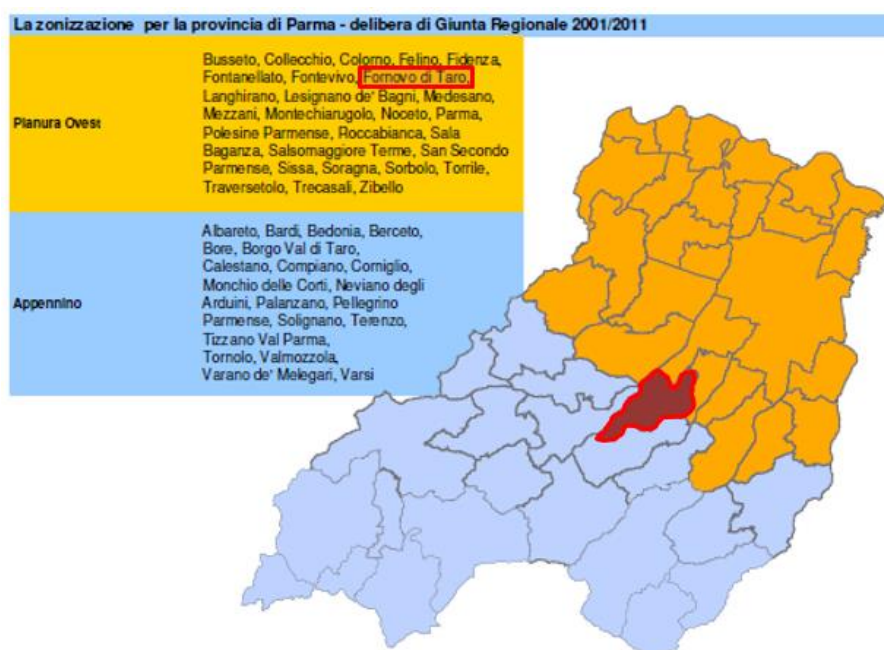 La zonizzazione per la provincia di Parma - delibera di Giunta Regionale 2001/2011
Pianura Ovest
Busseto, Collecchio, Colorno, Felino, Fidenza,
Fontanellato, Fontevivo, Fornovo di Taro,
Langhirano, Lesignano de' Bagni, Medesano,
Mezzani, Montechiarugolo, Noceto, Parma,
Polesine Parmense, Roccabianca, Sala
Baganza, Salsomaggiore Terme, San Secondo
Parmense, Sissa, Soragna, Sorbolo, Torrile,
Traversetolo, Trecasali, Zibello
Appennino
Albareto, Bardi, Bedonia, Berceto,
Bore, Borgo Val di Taro,
Calestano, Compiano, Corniglio,
Monchio delle Corti, Neviano degli
Arduini, Palanzano, Pellegrino
Parmense, Solignano, Terenzo,
Tizzano Val Parma,
Tornolo, Valmozzola,
Varano de' Melegari, Varsi